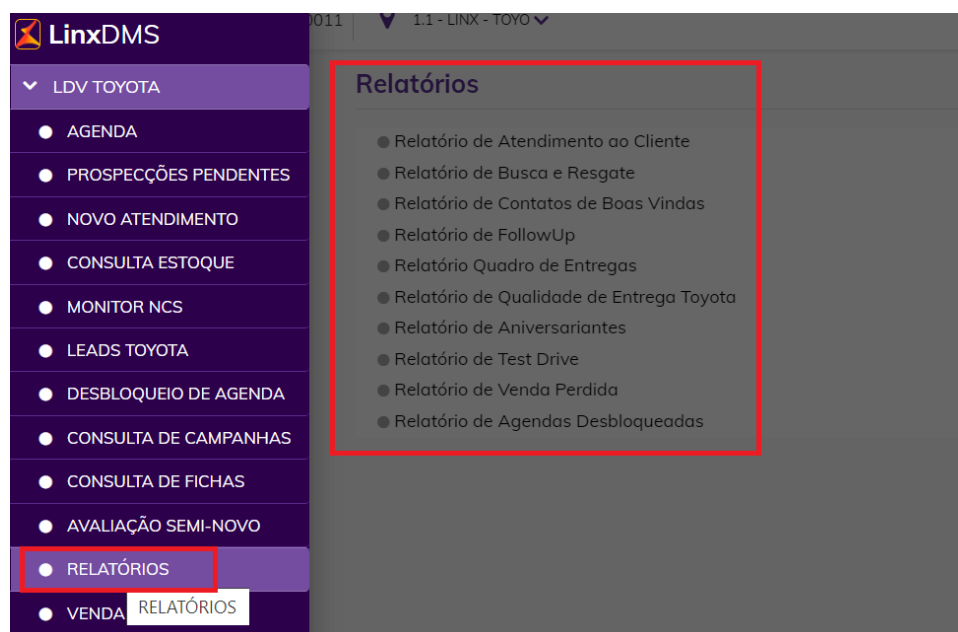 LinxDMS
0011
1.1 - LINX - TOYO
LDV TOYOTA
AGENDA
PROSPECÇÕES PENDENTES
NOVO ATENDIMENTO
CONSULTA ESTOQUE
MONITOR NCS
LEADS TOYOTA
DESBLOQUEIO DE AGENDA
CONSULTA DE CAMPANHAS
CONSULTA DE FICHAS
AVALIAÇÃO SEMI-NOVO
RELATÓRIOS
VENDA
RELATÓRIOS
Relatórios
Relatório de Atendimento ao Cliente
Relatório de Busca e Resgate
Relatório de Contatos de Boas Vindas
Relatório de FollowUp
Relatório Quadro de Entregas
Relatório de Qualidade de Entrega Toyota
Relatório de Aniversariantes
Relatório de Test Drive
Relatório de Venda Perdida
Relatório de Agendas Desbloqueadas